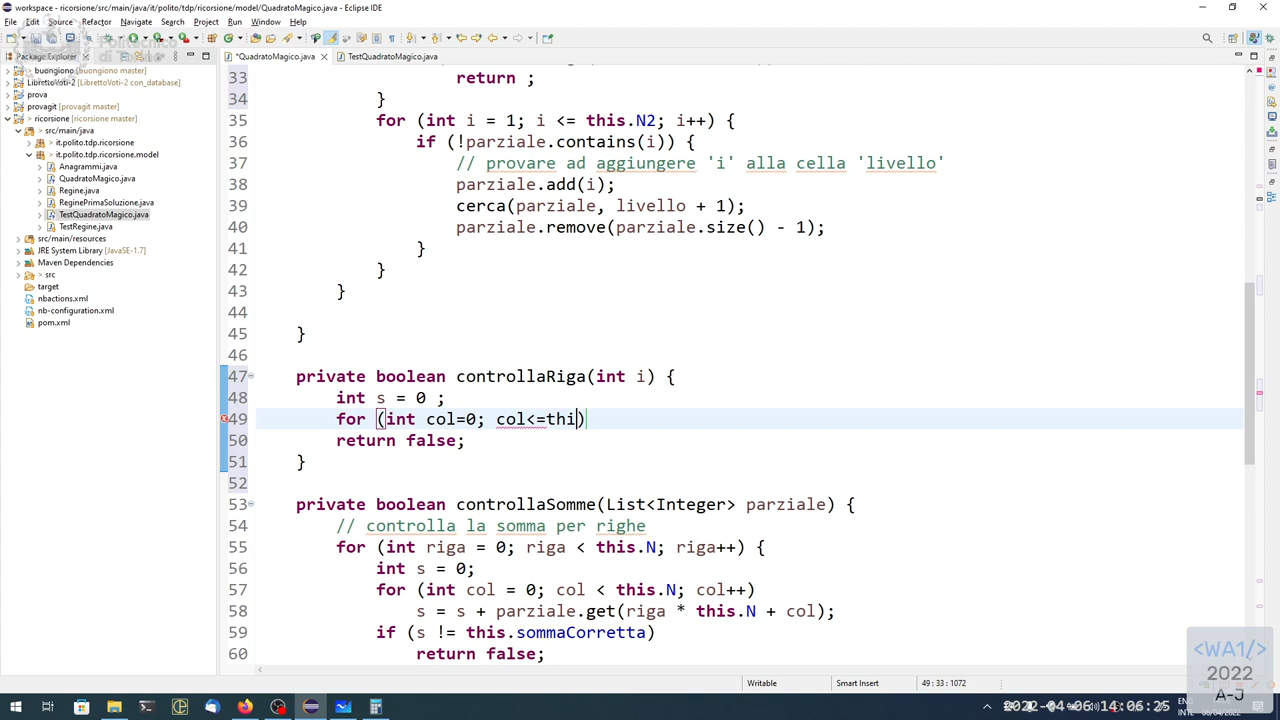 workspace - ricorsione/src/main/java/it/polito/tdp/ricorsione/model/QuadratoMagico.java - Eclipse IDE
File Edit Source Refactor Navigate Search Project Run Window Help
Package Explorer
*QuadratoMagico.java TestQuadratoMagico.java
buongiono [buongiorno master]
LibrettoVoti-2 [LibrettoVoti-2 con_database]
prova
provagit [provagit master]
ricorsione [ricorsione master]
src/main/java
it.polito.tdp.ricorsione
it.polito.tdp.ricorsione.model
Anagrammi.java
QuadratoMagico.java
Regine.java
ReginePrimaSoluzione.java
TestQuadratoMagico.java
TestRegine.java
src/main/resources
JRE System Library [JavaSE-1.7]
Maven Dependencies
src
target
nbactions.xml
nb-configuration.xml
pom.xml
33 return ;
34 }
35 for (int i = 1; i <= this.N2; i++) {
36 if (!parziale.contains(i)) {
37 // provare ad aggiungere 'i' alla cella 'livello'
38 parziale.add(i);
39 cerca(parziale, livello + 1);
40 parziale.remove(parziale.size() - 1);
41 }
42 }
43 }
44
45 }
46
47 private boolean controllaRiga(int i) {
48 int s = 0 ;
49 for (int col=0; col<=thi)
50 return false;
51 }
52
53 private boolean controllaSomme(List<Integer> parziale) {
54 // controlla la somma per righe
55 for (int riga = 0; riga < this.N; riga++) {
56 int s = 0;
57 for (int col = 0; col < this.N; col++)
58 s = s + parziale.get(riga * this.N + col);
59 if (s != this.sommaCorretta)
60 return false;
Writable Smart Insert 49 : 33 : 1072
<WA1/>
2022
A-J
2022-04-06 14:06:25